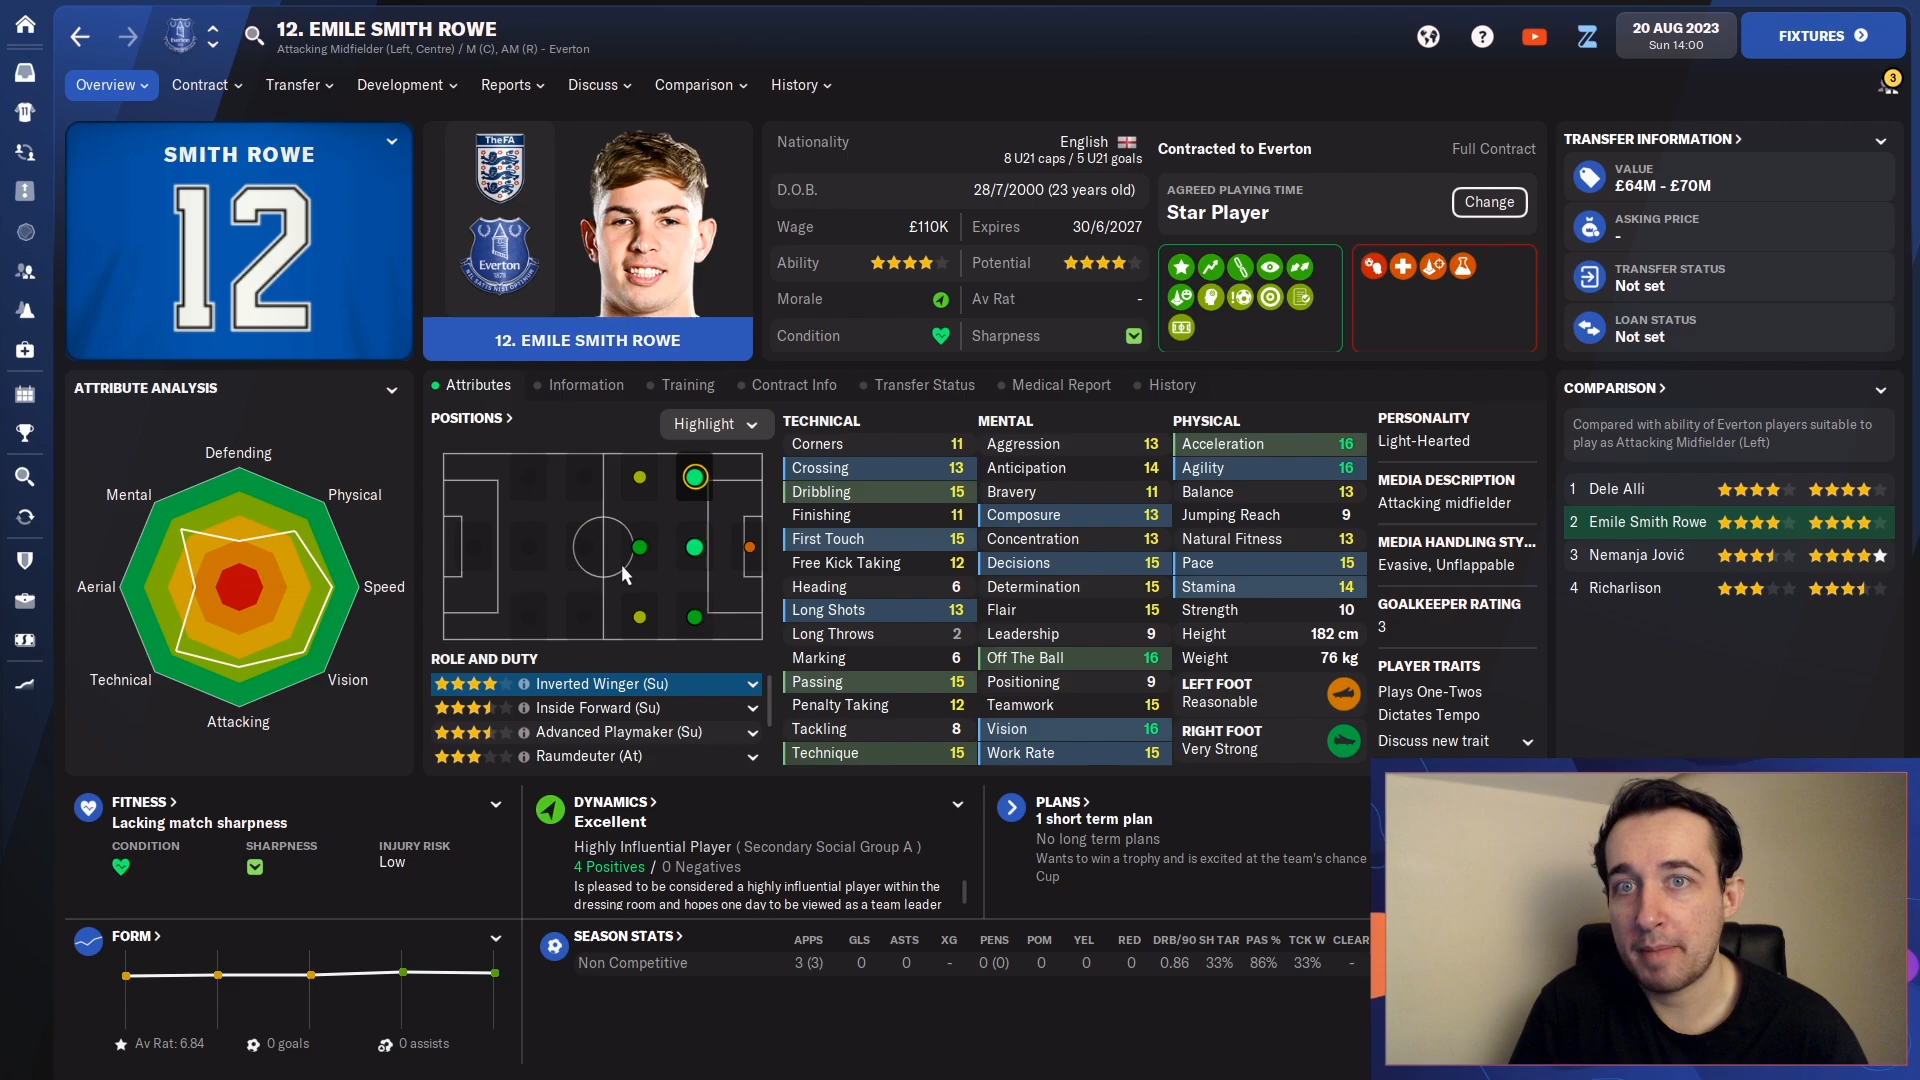 12. EMILE SMITH ROWE
Attacking Midfielder (Left, Centre) / M (C), AM (R) - Everton
20 AUG 2023
Sun 14:00
FIXTURES
Overview
Contract
Transfer
Development
Reports
Discuss
Comparison
History
3
SMITH ROWE
12
The FA
Everton
1878
12. EMILE SMITH ROWE
Nationality English
8 U21 caps / 5 U21 goals
D.O.B. 28/7/2000 (23 years old)
Wage £110K Expires 30/6/2027
Ability Potential
Morale Av Rat -
Condition Sharpness
Contracted to Everton Full Contract
AGREED PLAYING TIME
Star Player
Change
TRANSFER INFORMATION >
VALUE
£64M - £70M
ASKING PRICE
-
TRANSFER STATUS
Not set
LOAN STATUS
Not set
ATTRIBUTE ANALYSIS
Defending
Mental Physical
Aerial Speed
Technical Vision
Attacking
Attributes Information Training Contract Info Transfer Status Medical Report History
POSITIONS >
Highlight
ROLE AND DUTY
Inverted Winger (Su)
Inside Forward (Su)
Advanced Playmaker (Su)
Raumdeuter (At)
TECHNICAL
Corners 11
Crossing 13
Dribbling 15
Finishing 11
First Touch 15
Free Kick Taking 12
Heading 6
Long Shots 13
Long Throws 2
Marking 6
Passing 15
Penalty Taking 12
Tackling 8
Technique 15
MENTAL
Aggression 13
Anticipation 14
Bravery 11
Composure 13
Concentration 13
Decisions 15
Determination 15
Flair 15
Leadership 9
Off The Ball 16
Positioning 9
Teamwork 15
Vision 16
Work Rate 15
PHYSICAL
Acceleration 16
Agility 16
Balance 13
Jumping Reach 9
Natural Fitness 13
Pace 15
Stamina 14
Strength 10
Height 182 cm
Weight 76 kg
LEFT FOOT
Reasonable
RIGHT FOOT
Very Strong
PERSONALITY
Light-Hearted
MEDIA DESCRIPTION
Attacking midfielder
MEDIA HANDLING STY...
Evasive, Unflappable
GOALKEEPER RATING
3
PLAYER TRAITS
Plays One-Twos
Dictates Tempo
Discuss new trait
COMPARISON >
Compared with ability of Everton players suitable to
play as Attacking Midfielder (Left)
1 Dele Alli
2 Emile Smith Rowe
3 Nemanja Jović
4 Richarlison
FITNESS >
Lacking match sharpness
CONDITION SHARPNESS INJURY RISK
Low
DYNAMICS >
Excellent
Highly Influential Player ( Secondary Social Group A )
4 Positives / 0 Negatives
Is pleased to be considered a highly influential player within the
dressing room and hopes one day to be viewed as a team leader
PLANS >
1 short term plan
No long term plans
Wants to win a trophy and is excited at the team's chance
Cup
FORM >
Av Rat: 6.84 0 goals 0 assists
SEASON STATS > APPS GLS ASTS XG PENS POM YEL RED DRB/90 SH TAR PAS % TCK W CLEAR
Non Competitive 3 (3) 0 0 - 0 (0) 0 0 0 0.86 33% 86% 33% -